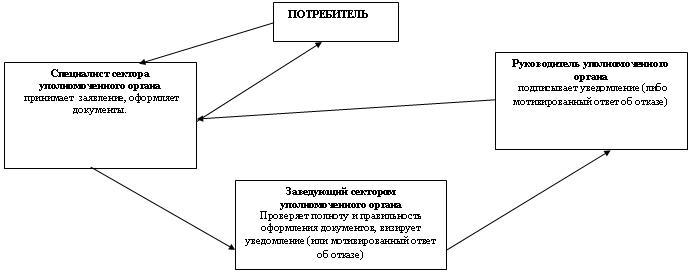 ПОТРЕБИТЕЛЬ
Специалист сектора
уполномоченного органа
принимает заявление, оформляет
документы.
Руководитель уполномоченного
органа
подписывает уведомление (либо
мотивированный ответ об отказе)
Заведующий сектором
уполномоченного органа
Проверяет полноту и правильность
оформления документов, визирует
уведомление (или мотивированный ответ
об отказе)